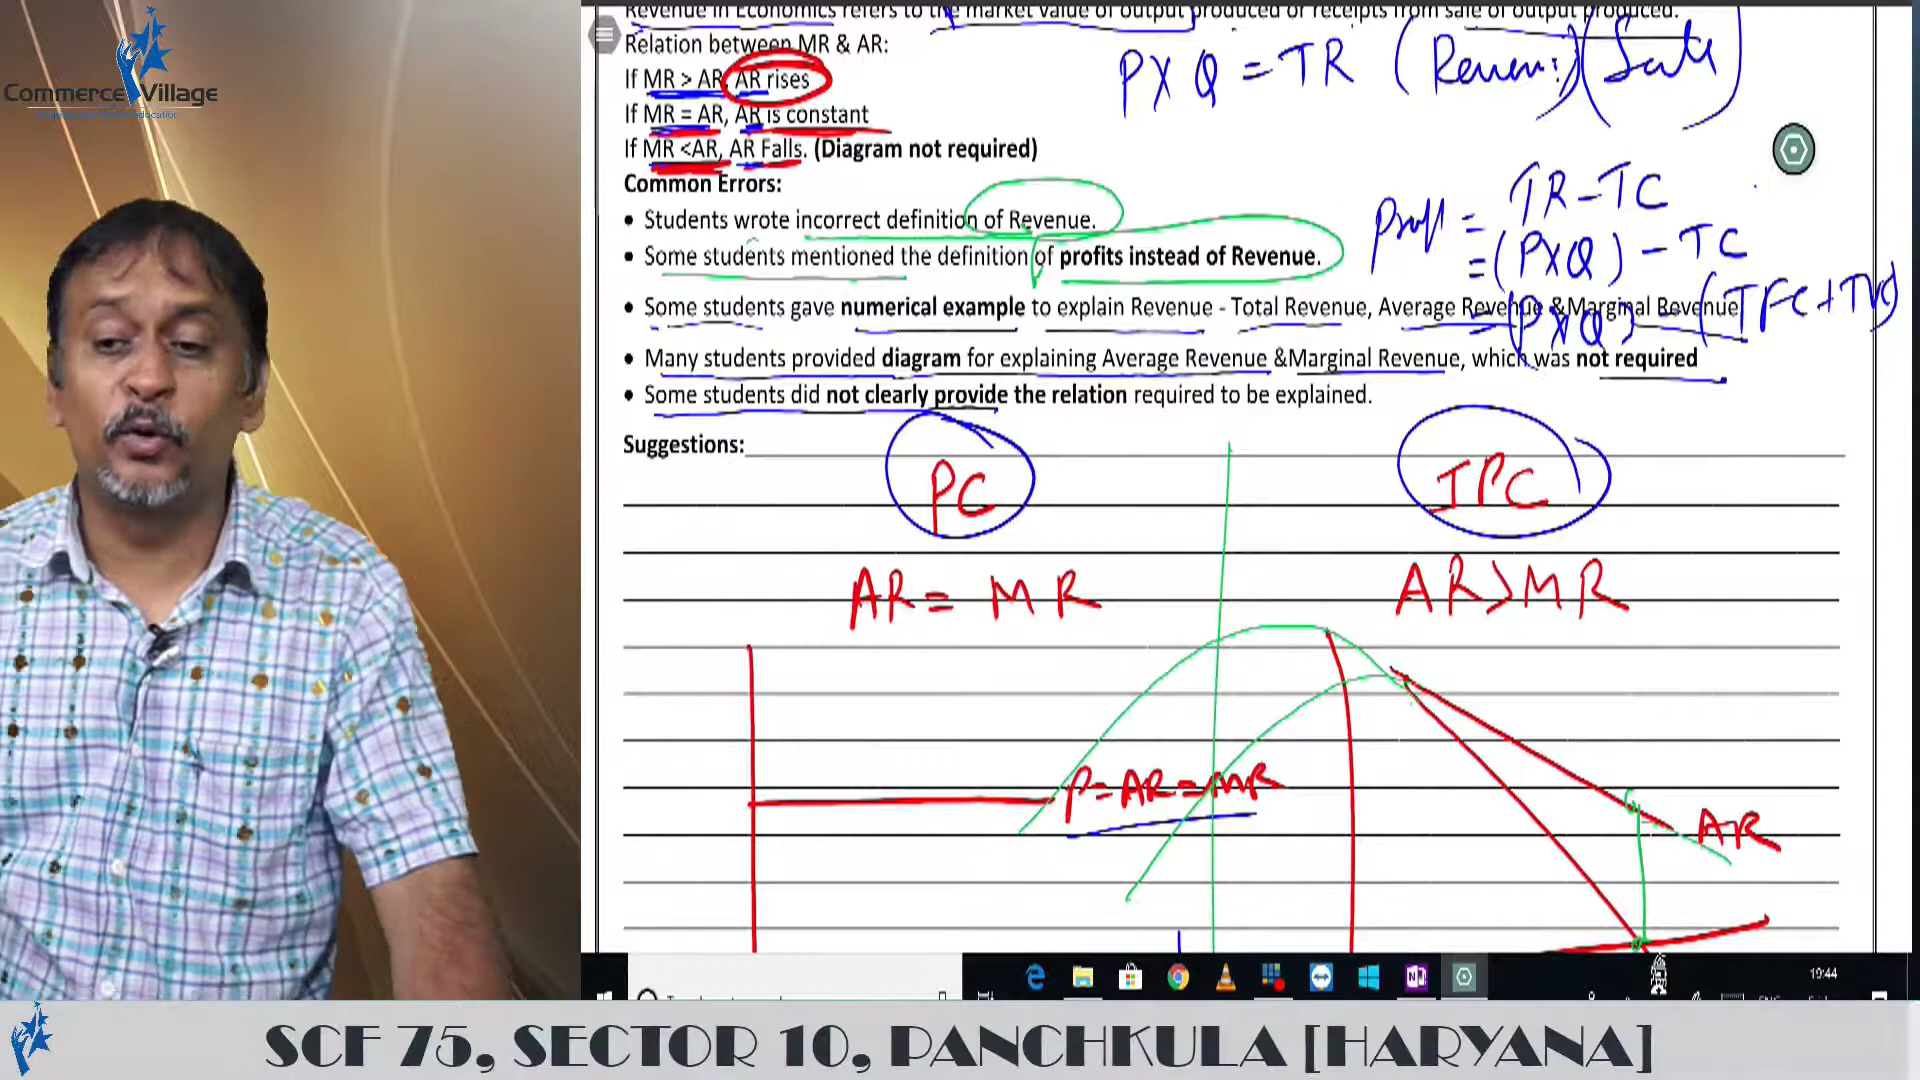 Commerce Village
Revenue in Economics refers to the market value of output produced or receipts from sale of output produced.
Relation between MR & AR:
If MR > AR, AR rises
If MR = AR, AR is constant
If MR <AR, AR Falls. (Diagram not required)
P X Q = TR
Common Errors:
• Students wrote incorrect definition of Revenue.
• Some students mentioned the definition of profits instead of Revenue.
= TR - TC
= (PXQ) - TC
= (PXQ) - (TFC + TVC)
• Some students gave numerical example to explain Revenue - Total Revenue, Average Revenue &Marginal Revenue
• Many students provided diagram for explaining Average Revenue &Marginal Revenue, which was not required
• Some students did not clearly provide the relation required to be explained.
Suggestions:
PC
IPC
AR = MR
AR > MR
P = AR = MR
AR
19:44
SCF 75, SECTOR 10, PANCHKULA [HARYANA]